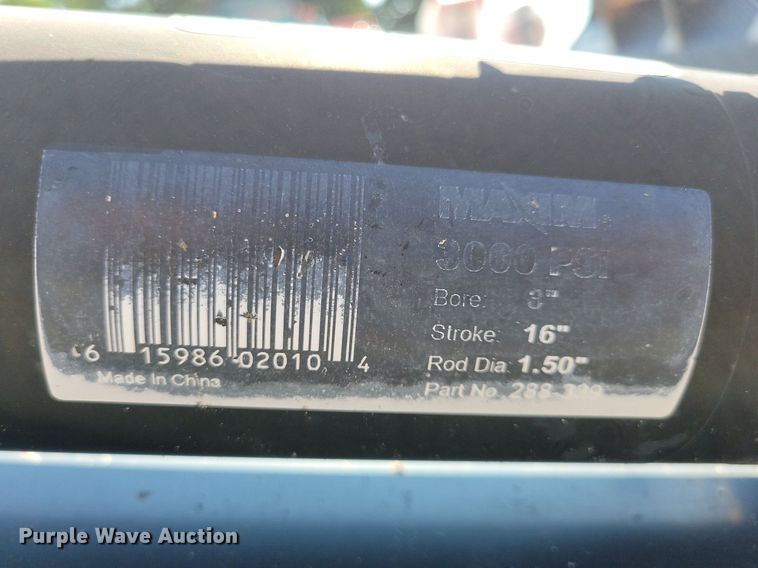 MAXIM
3000 PSI
Bore: 3"
Stroke: 16"
Rod Dia: 1.50"
Part No. 288-
6 15986 02010 4
Made In China
Purple Wave Auction